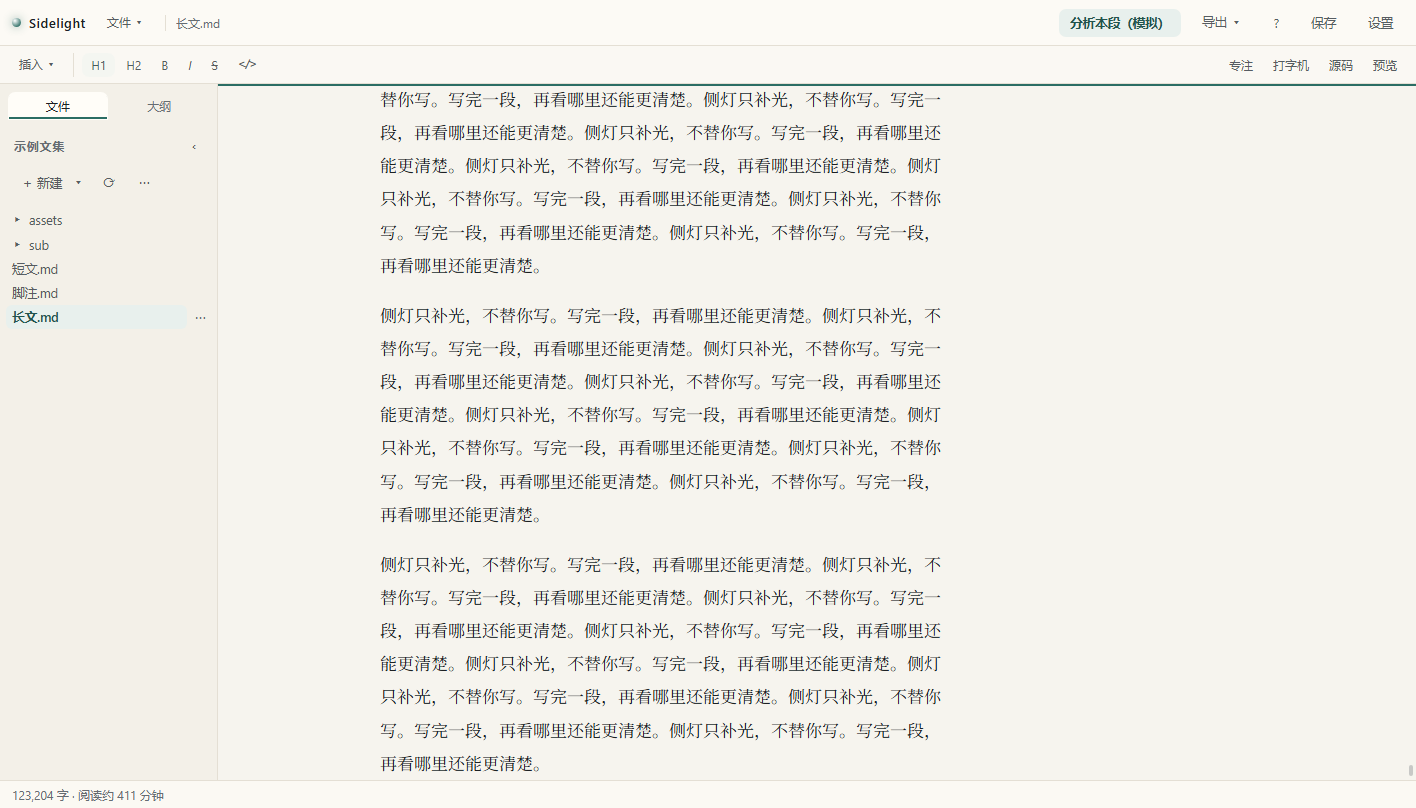 Sidelight 文件 长文.md 分析本段（模拟） 导出 ? 保存 设置
插入 H1 H2 B I S </> 专注 打字机 源码 预览
文件 大纲
示例文集
+ 新建 ...
assets
sub
短文.md
脚注.md
长文.md ...
替你写。写完一段，再看哪里还能更清楚。侧灯只补光，不替你写。写完一
段，再看哪里还能更清楚。侧灯只补光，不替你写。写完一段，再看哪里还
能更清楚。侧灯只补光，不替你写。写完一段，再看哪里还能更清楚。侧灯
只补光，不替你写。写完一段，再看哪里还能更清楚。侧灯只补光，不替你
写。写完一段，再看哪里还能更清楚。侧灯只补光，不替你写。写完一段，
再看哪里还能更清楚。
侧灯只补光，不替你写。写完一段，再看哪里还能更清楚。侧灯只补光，不
替你写。写完一段，再看哪里还能更清楚。侧灯只补光，不替你写。写完一
段，再看哪里还能更清楚。侧灯只补光，不替你写。写完一段，再看哪里还
能更清楚。侧灯只补光，不替你写。写完一段，再看哪里还能更清楚。侧灯
只补光，不替你写。写完一段，再看哪里还能更清楚。侧灯只补光，不替你
写。写完一段，再看哪里还能更清楚。侧灯只补光，不替你写。写完一段，
再看哪里还能更清楚。
侧灯只补光，不替你写。写完一段，再看哪里还能更清楚。侧灯只补光，不
替你写。写完一段，再看哪里还能更清楚。侧灯只补光，不替你写。写完一
段，再看哪里还能更清楚。侧灯只补光，不替你写。写完一段，再看哪里还
能更清楚。侧灯只补光，不替你写。写完一段，再看哪里还能更清楚。侧灯
只补光，不替你写。写完一段，再看哪里还能更清楚。侧灯只补光，不替你
写。写完一段，再看哪里还能更清楚。侧灯只补光，不替你写。写完一段，
再看哪里还能更清楚。
123,204 字 · 阅读约 411 分钟